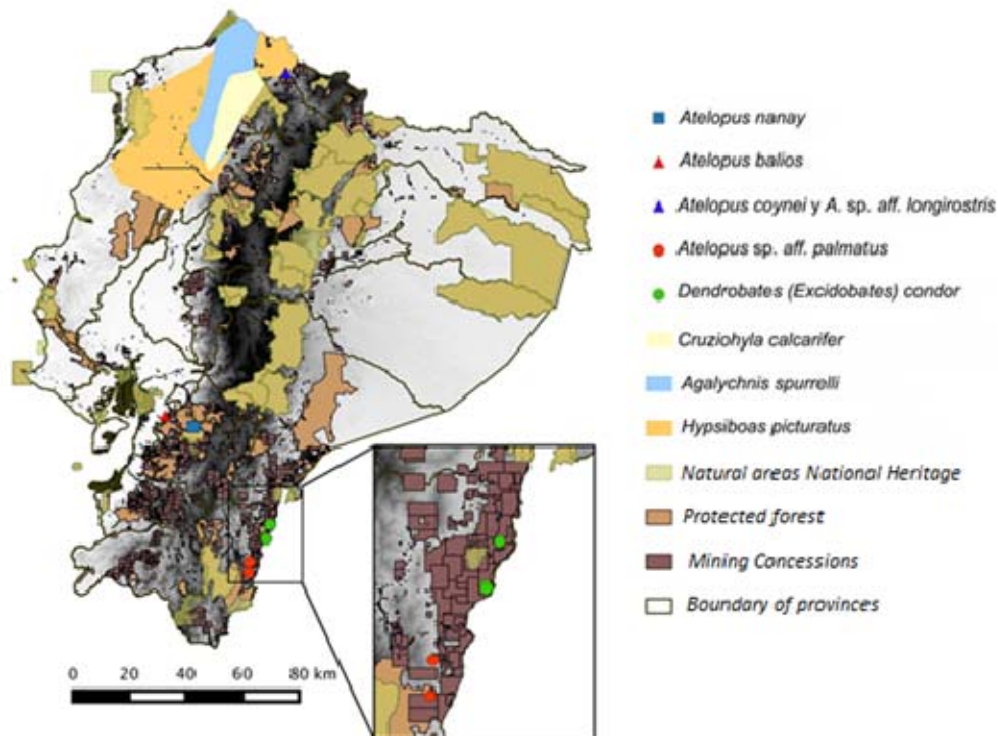 Atelopus nanay
Atelopus balios
Atelopus coynei y A. sp. aff. longirostris
Atelopus sp. aff. palmatus
Dendrobates (Excidobates) condor
Cruziohyla calcarifer
Agalychnis spurrelli
Hypsiboas picturatus
Natural areas National Heritage
Protected forest
Mining Concessions
Boundary of provinces
0 20 40 60 80 km